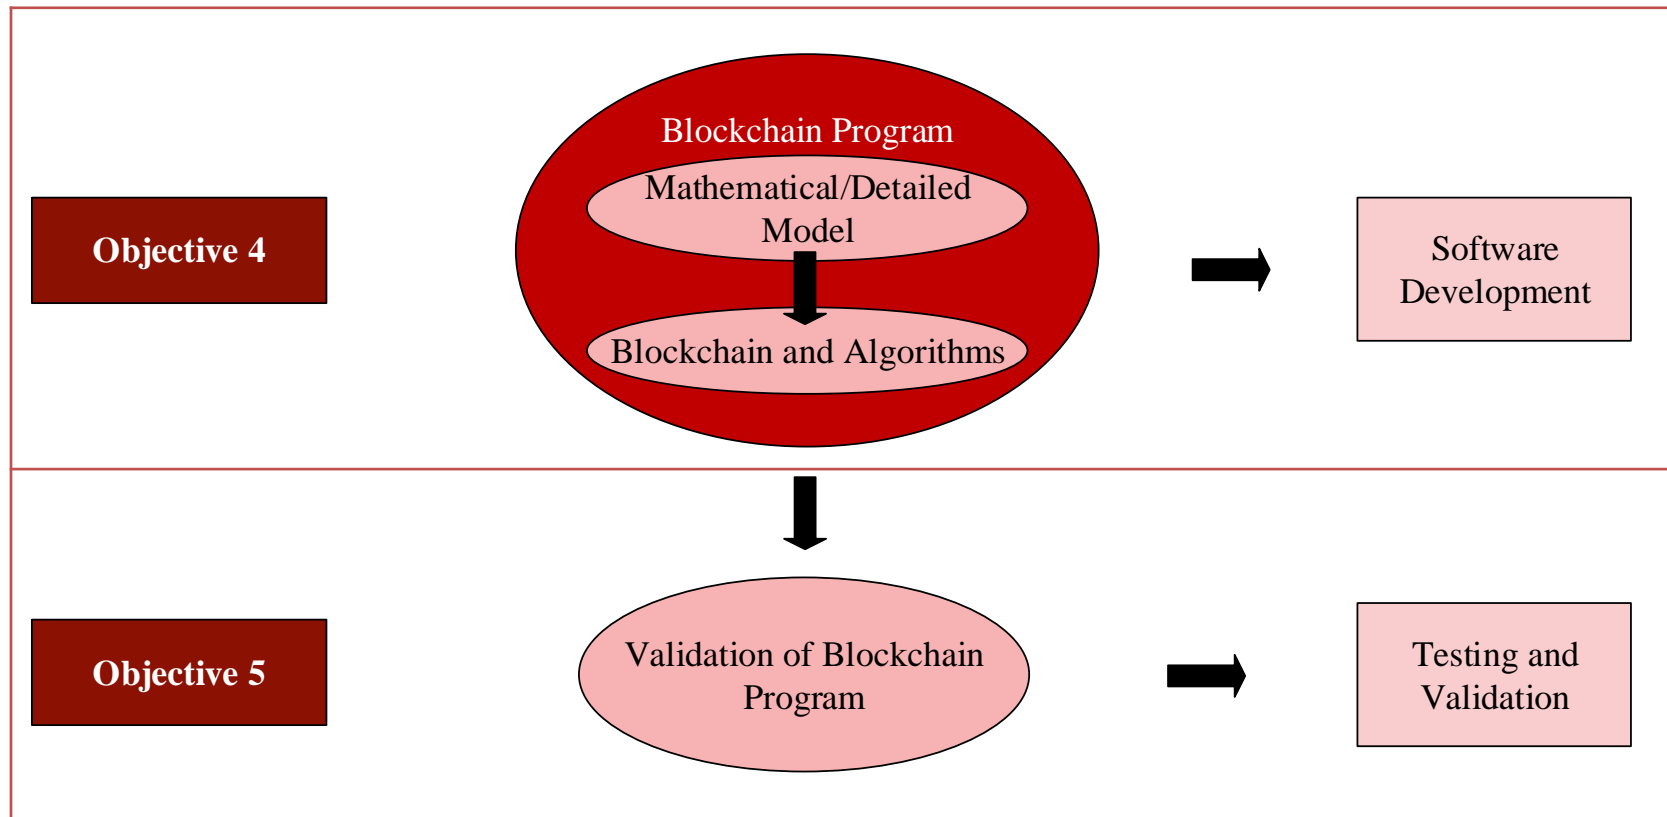 Blockchain Program
Mathematical/Detailed
Model
Objective 4
Software
Development
Blockchain and Algorithms
Validation of Blockchain
Program
Objective 5
Testing and
Validation